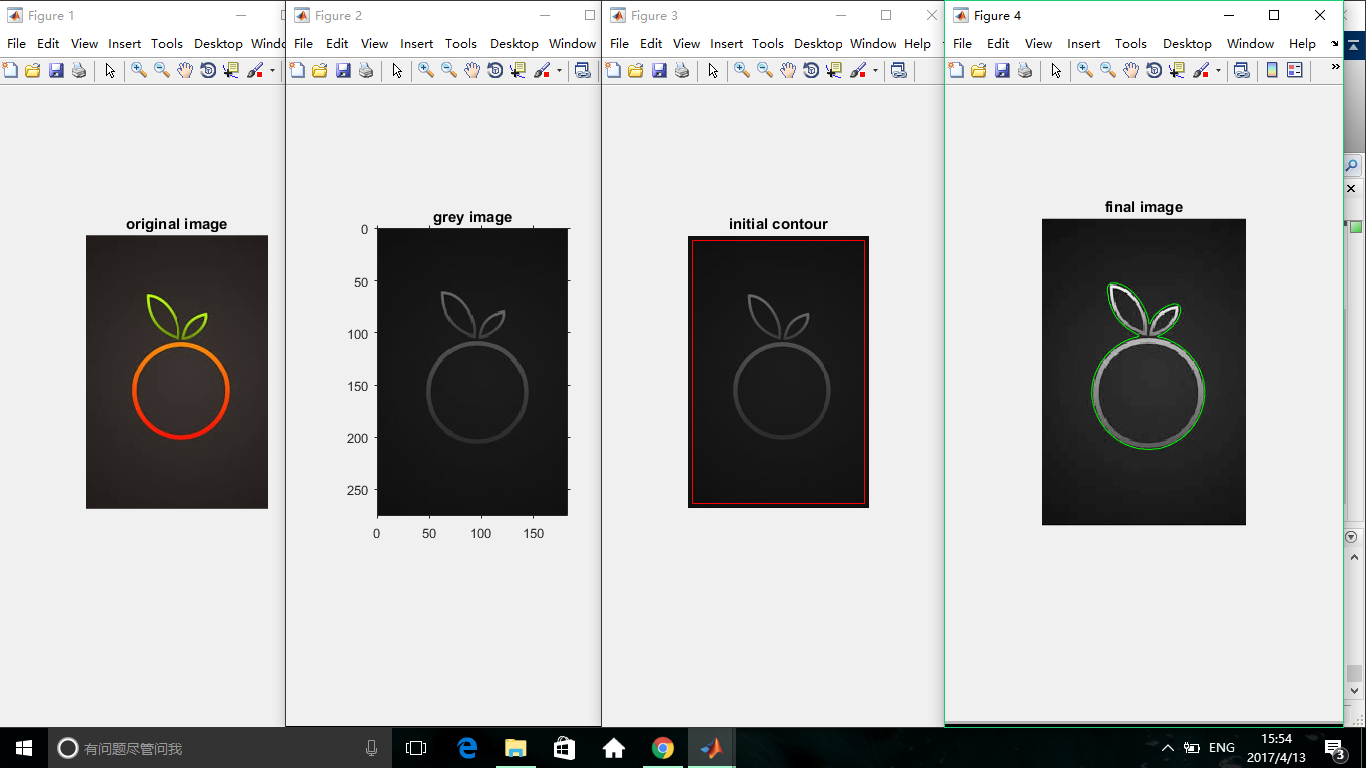 Figure 1
File Edit View Insert Tools Desktop Windo
original image
Figure 2
File Edit View Insert Tools Desktop Window
grey image
0
50
100
150
200
250
0 50 100 150
Figure 3
File Edit View Insert Tools Desktop Window Help
initial contour
Figure 4
File Edit View Insert Tools Desktop Window Help
final image
有问题尽管问我
ENG
15:54
2017/4/13
3